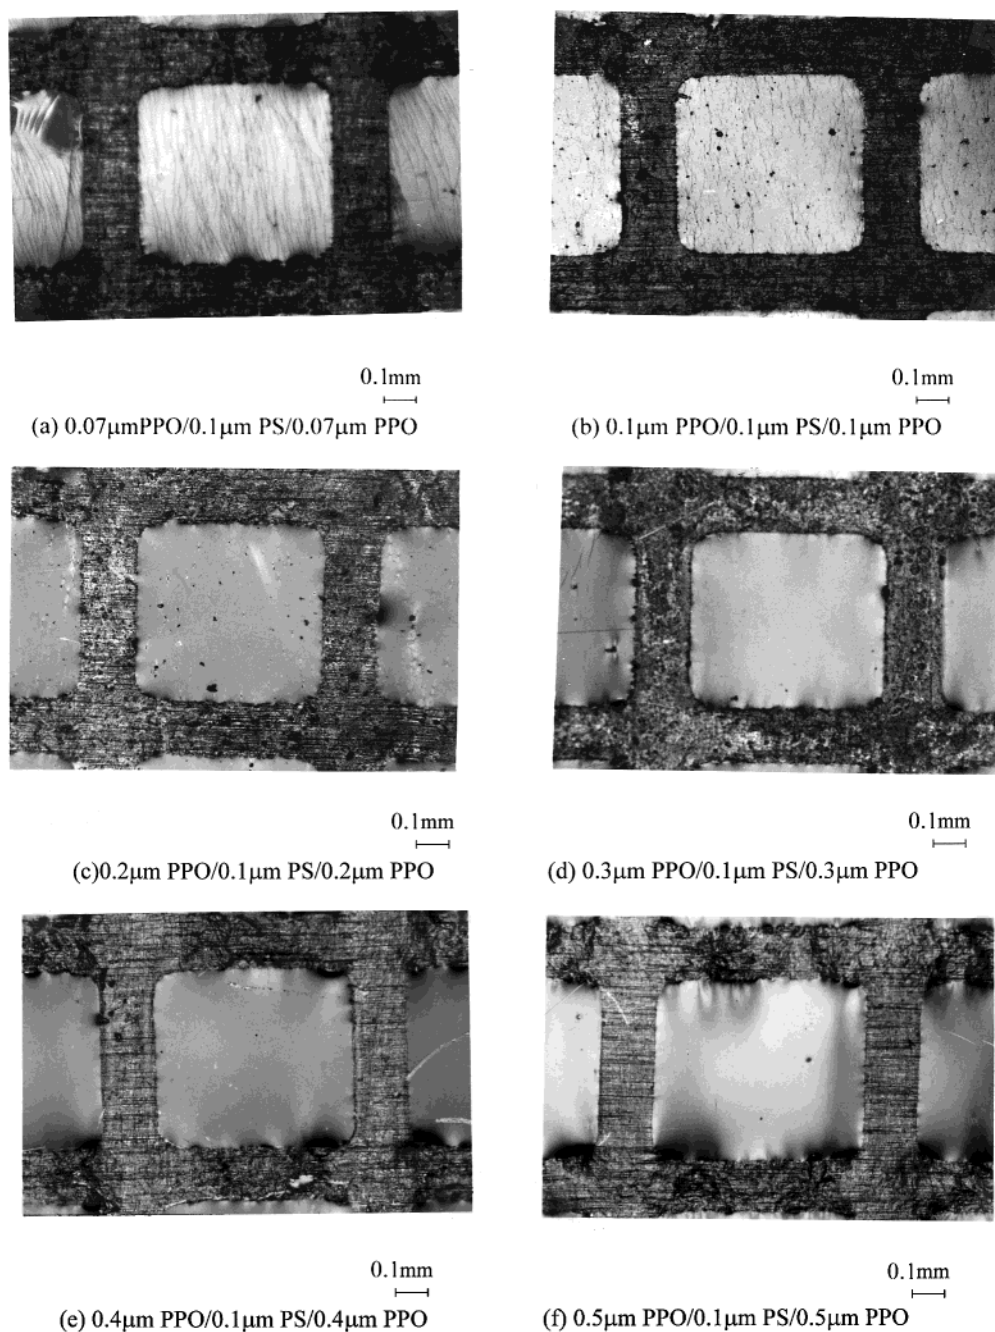 0.1mm
(a) 0.07μmPPO/0.1μm PS/0.07μm PPO
0.1mm
(b) 0.1μm PPO/0.1μm PS/0.1μm PPO
0.1mm
(c)0.2μm PPO/0.1μm PS/0.2μm PPO
0.1mm
(d) 0.3μm PPO/0.1μm PS/0.3μm PPO
0.1mm
(e) 0.4μm PPO/0.1μm PS/0.4μm PPO
0.1mm
(f) 0.5μm PPO/0.1μm PS/0.5μm PPO